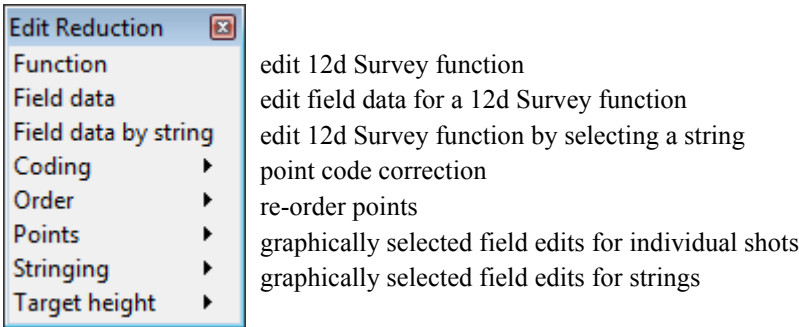 Edit Reduction
Function edit 12d Survey function
Field data edit field data for a 12d Survey function
Field data by string edit 12d Survey function by selecting a string
Coding point code correction
Order re-order points
Points graphically selected field edits for individual shots
Stringing graphically selected field edits for strings
Target height